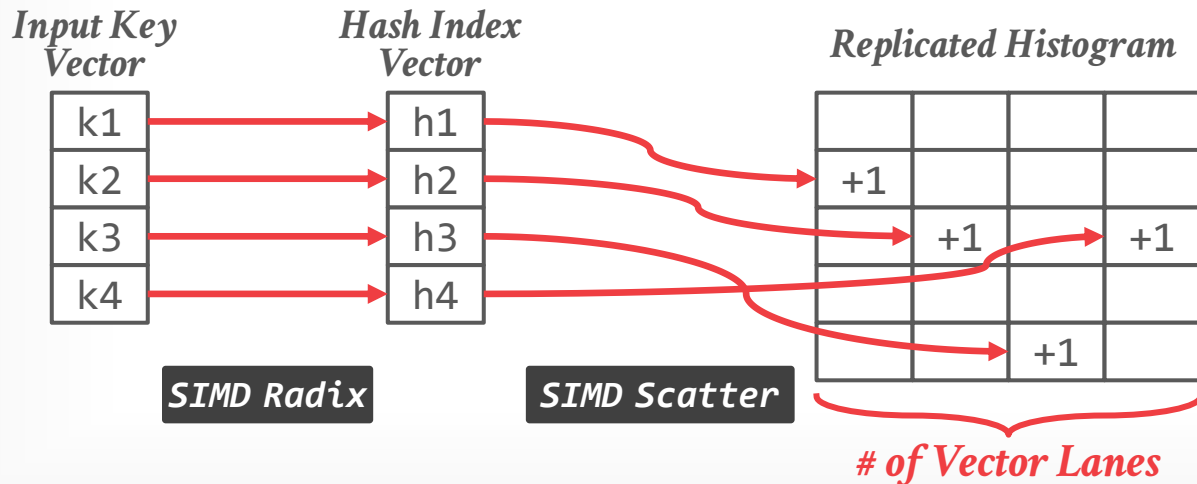 Input Key
Vector
Hash Index
Vector
Replicated Histogram
k1
h1
k2
h2
+1
k3
h3
+1
+1
k4
h4
+1
SIMD Radix
SIMD Scatter
# of Vector Lanes